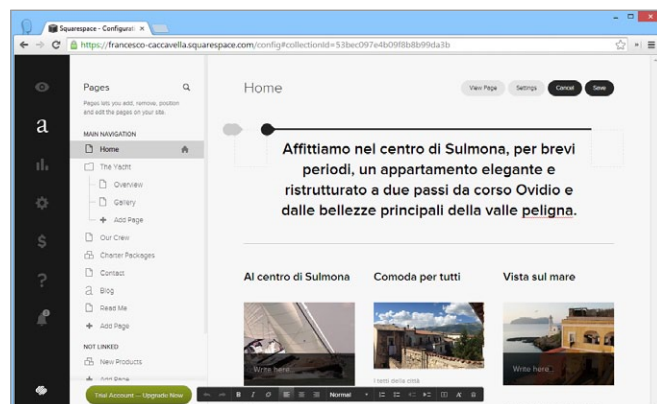 Squarespace - Configurati
https://francesco-caccavella.squarespace.com/config#collectionId=53bec097e4b09f8b8b99da3b
a
Pages
Pages lets you add, remove, position
and edit the pages on your site.
MAIN NAVIGATION
Home
The Yacht
Overview
Gallery
Add Page
Our Crew
Charter Packages
Contact
Blog
Read Me
Add Page
NOT LINKED
New Products
Add Page
Trial Account — Upgrade Now
Home
View Page
Settings
Cancel
Save
Affittiamo nel centro di Sulmona, per brevi
periodi, un appartamento elegante e
ristrutturato a due passi da corso Ovidio e
dalle bellezze principali della valle peligna.
Al centro di Sulmona
Comoda per tutti
Vista sul mare
Write here...
I tetti della città
Write here...
B I Normal